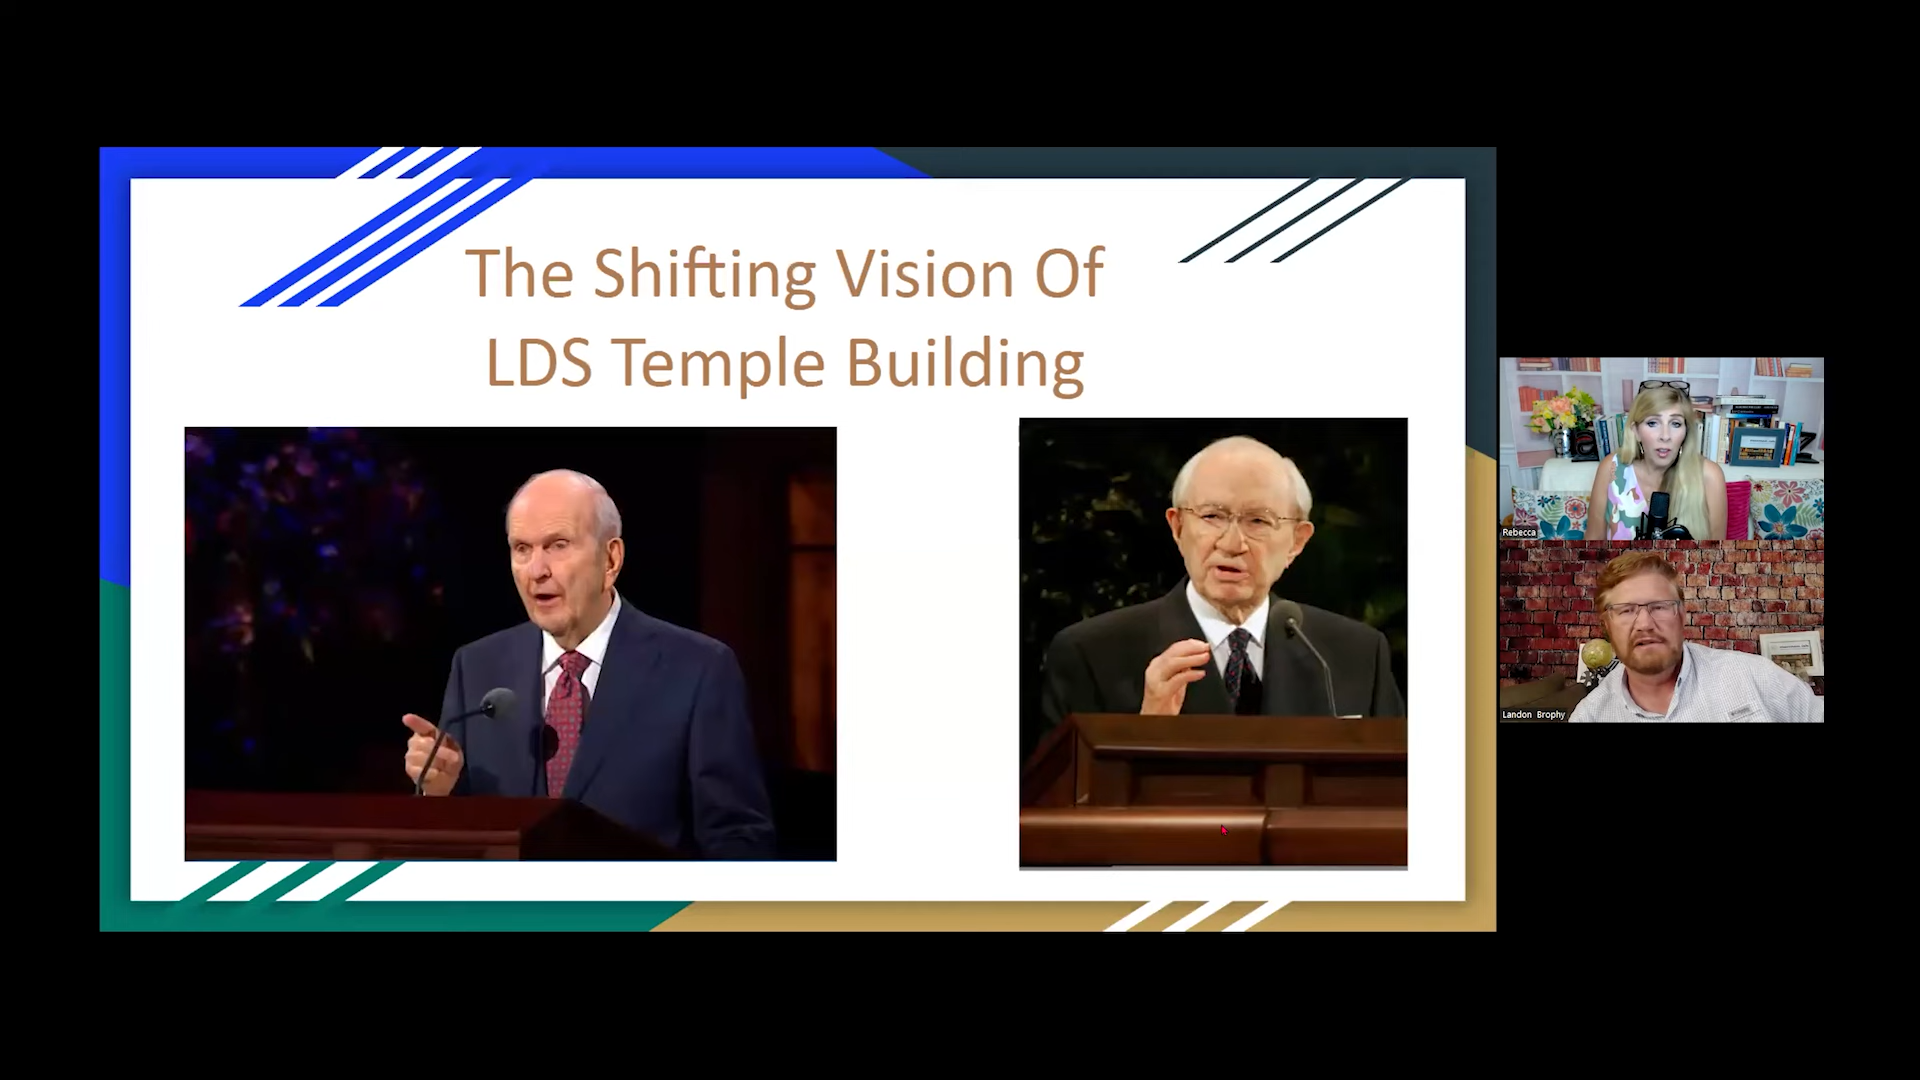 The Shifting Vision Of
LDS Temple Building
Rebecca
Landon Brophy